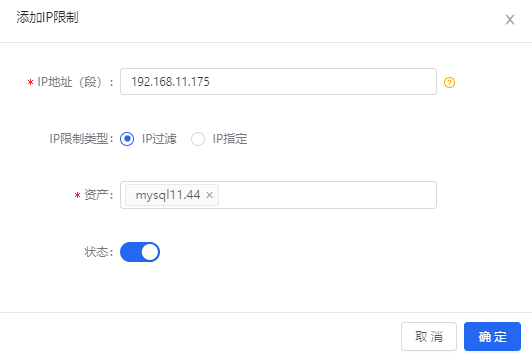 添加IP限制
* IP地址（段）： 192.168.11.175
IP限制类型： IP过滤 IP指定
* 资产： mysql11.44 ×
状态：
取消 确定